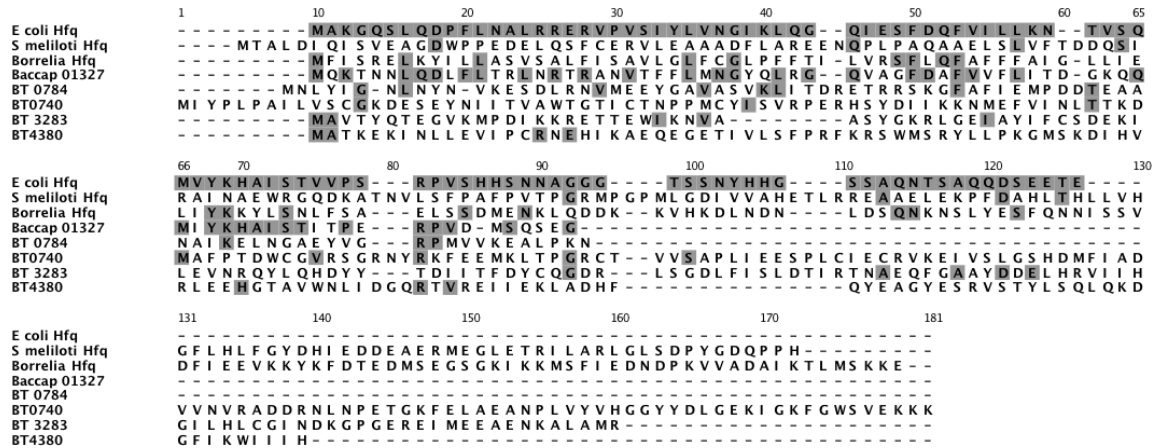 1 10 20 30 40 50 60 65
E coli Hfq ---------MAKGQSLQDPFLNALRRERVPVSIYLVNGIKLQG--QIESFDQFVILLKN--TVSQ
S meliloti Hfq ----MTALDIQISVEAGDWPPEDELQSFCERVLEAAADFLAREENQPLPAQAAELSLVFTDDQSI
Borrelia Hfq ---------MFISRELKYILLASVSALFISAVLGLFCGLPFFTI-LVRSFLQFAFFFAIG-LLIE
Baccap 01327 ---------MQKTNNLQDLFLTRLNRTRANVTFFLMNGYQLRG--QVAGFDAFVVFLITD-GKQQ
BT 0784 -------MNLYIG-LNYN-VKESDLRNVMEEYGAVASVKLITDRETRRSKGFAFIEMPDDTEAA
BT0740 MIYPLPAILVSCGKDESEYNIITVAWTGTICTNPPMCYISVRPERHSYDIIKKNMEFVINLTTKD
BT 3283 ---------MAVTYQTEGVKMPDIKKRETTEWIKNVA--------ASYGKRLGEIAYIFCSDEKI
BT4380 ---------MATKEKINLLEVIPCRNEHIKAEQEGETIVLSFPRFKRSWMSRYLLPKGMSKDIHV
66 70 80 90 100 110 120 130
E coli Hfq MVYKHAISTVVPS---RPVSHHSNNAGGG----TSSNYHHG----SSAQNTSAQQDSEETE----
S meliloti Hfq RAINAEWRGQDKATNVLSFPAFPVTPGRMPGPMLGDIVVAHETLRREAAELEKPFDAHLTHLLVH
Borrelia Hfq LIYKKYLSNLFSA---ELSSDMENKLQDDK---KVHKDLNDN---LDSQNKNSLYESFQNNISSV
Baccap 01327 MIYKHAISTITPE---RPVD-MSQSEG--------------------------------------
BT 0784 NAIKELNGAEYVG---RPMVVKEALPKN-------------------------------------
BT0740 MAFPTDWCGVRSGRNYRKFEEMKLTPGRCT---VVSAPLIEESPLCIECRVKEIVSLGSHDMFIAD
BT 3283 LEVNRQYLQHDYY---TDIITFDYCQGDR----LSGDLFISLDTIRTNAEQFGAAYDDELHRVIIH
BT4380 RLEEHGTAVWNLIDGQRTVREIIEKLADHF---------------QYEAGYESRVSTYLSQLQKD
131 140 150 160 170 181
E coli Hfq ---------------------------------------------------
S meliloti Hfq GFLHLFGYDHIEDDEAERMEGLETRILARLGLSDPYGDQPPH---------
Borrelia Hfq DFIEEVKKYKFDTEDMSEGSGKIKKMSFIEDNDPKVVADAIKTLMSKKE--
Baccap 01327 ---------------------------------------------------
BT 0784 ---------------------------------------------------
BT0740 VVNVRADDRNLNPETGKFELAEANPLVYVHGGYYDLGEKIGKFGWSVEKKK
BT 3283 GILHLCGINDKGPGEREIMEEAENKALAMR---------------------
BT4380 GFIKWIIIH------------------------------------------